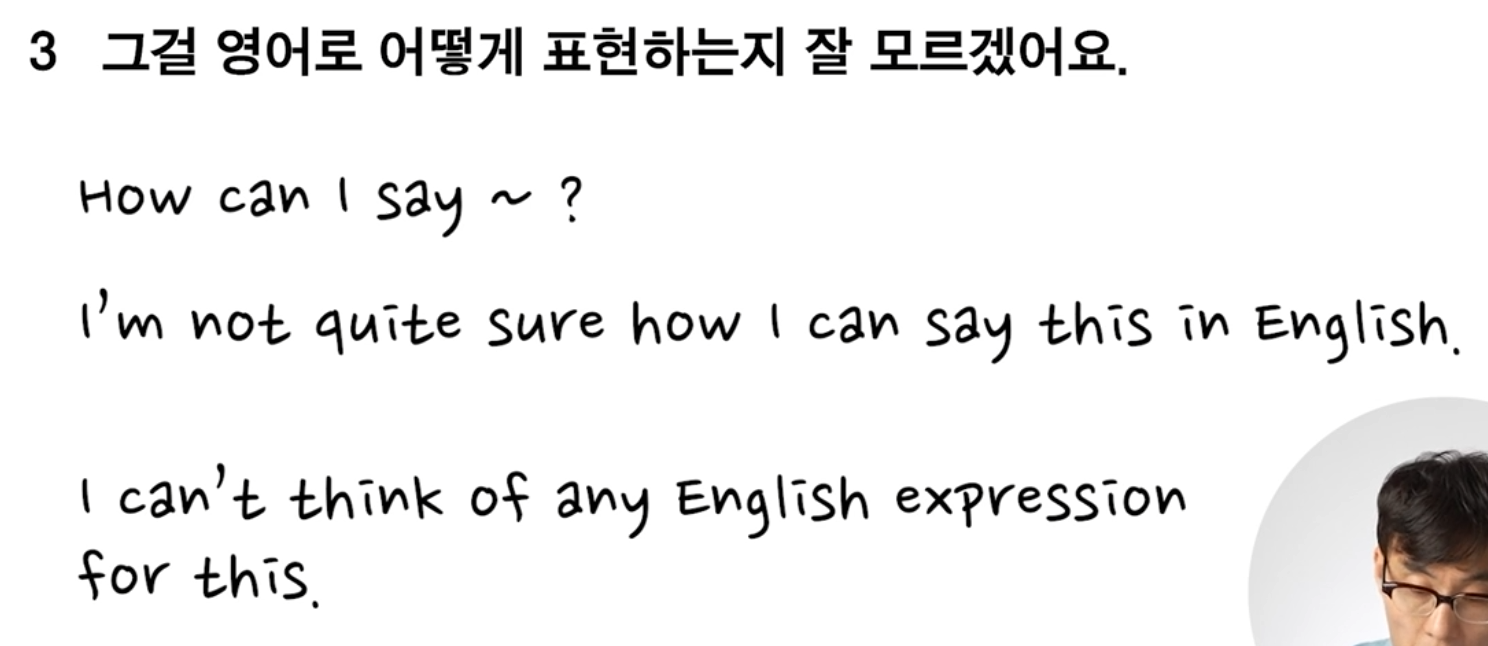 3 그걸 영어로 어떻게 표현하는지 잘 모르겠어요.
How can I say ~ ?
I'm not quite sure how I can say this in English.
I can't think of any English expression
for this.